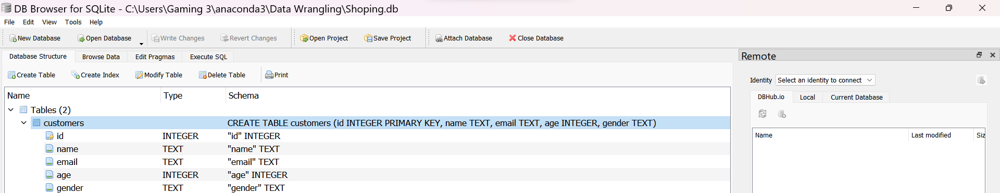 DB Browser for SQLite - C:\Users\Gaming 3\anaconda3\Data Wrangling\Shoping.db
File Edit View Tools Help
New Database Open Database Write Changes Revert Changes Open Project Save Project Attach Database Close Database
Database Structure Browse Data Edit Pragmas Execute SQL
Create Table Create Index Modify Table Delete Table Print
Name Type Schema
Tables (2)
customers CREATE TABLE customers (id INTEGER PRIMARY KEY, name TEXT, email TEXT, age INTEGER, gender TEXT)
id INTEGER "id" INTEGER
name TEXT "name" TEXT
email TEXT "email" TEXT
age INTEGER "age" INTEGER
gender TEXT "gender" TEXT
Remote
Identity Select an identity to connect
DBHub.io Local Current Database
Name Last modified Siz